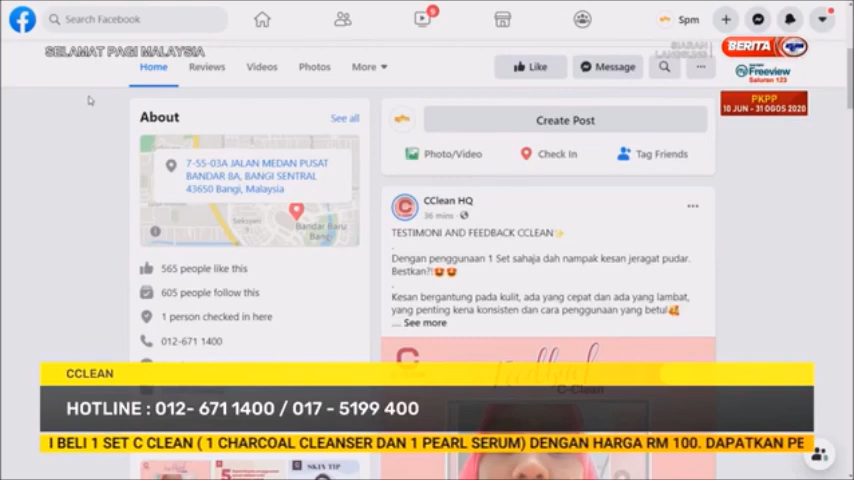 Search Facebook
9
Spm
SELAMAT PAGI MALAYSIA
SIARAN
LANGSUNG
BERITA
Freeview
Saluran 123
PKPP
10 JUN - 31 OGOS 2020
Home
Reviews
Videos
Photos
More
Like
Message
About
See all
7-55-03A JALAN MEDAN PUSAT
BANDAR 8A, BANGI SENTRAL
43650 Bangi, Malaysia
Bandar Baru
Bangi
565 people like this
605 people follow this
1 person checked in here
012-671 1400
Create Post
Photo/Video
Check In
Tag Friends
CClean HQ
36 mins
TESTIMONI AND FEEDBACK CCLEAN✨
.
Dengan penggunaan 1 Set sahaja dah nampak kesan jeragat pudar.
Bestkan?!🤩🤩
.
Kesan bergantung pada kulit, ada yang cepat dan ada yang lambat,
yang penting kena konsisten dan cara penggunaan yang betul🥰
.... See more
Feedback
C-Clean
CCLEAN
HOTLINE : 012- 671 1400 / 017 - 5199 400
I BELI 1 SET C CLEAN ( 1 CHARCOAL CLEANSER DAN 1 PEARL SERUM) DENGAN HARGA RM 100. DAPATKAN PE
SKIN TIP